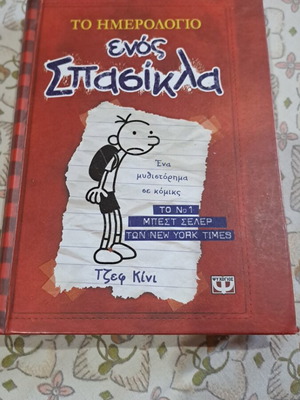 ΤΟ ΗΜΕΡΟΛΟΓΙΟ
ενός
Σπασίκλα
Ένα
μυθιστόρημα
σε κόμικς
ΤΟ Νο 1
ΜΠΕΣΤ ΣΕΛΕΡ
ΤΩΝ NEW YORK TIMES
Τζεφ Κίνι
ΨΥΧΟΓΙΟΣ